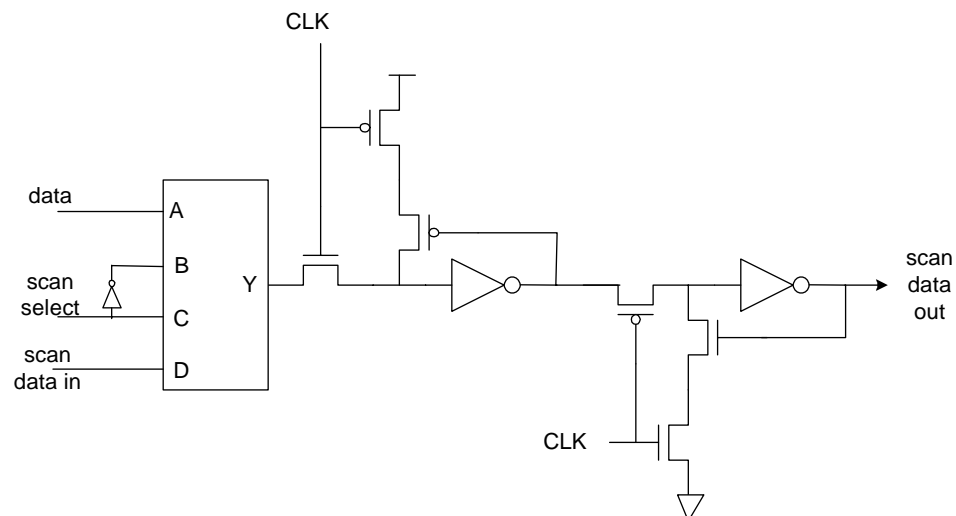 CLK
data
A
B
scan
select
C
Y
scan
data in
D
scan
data
out
CLK